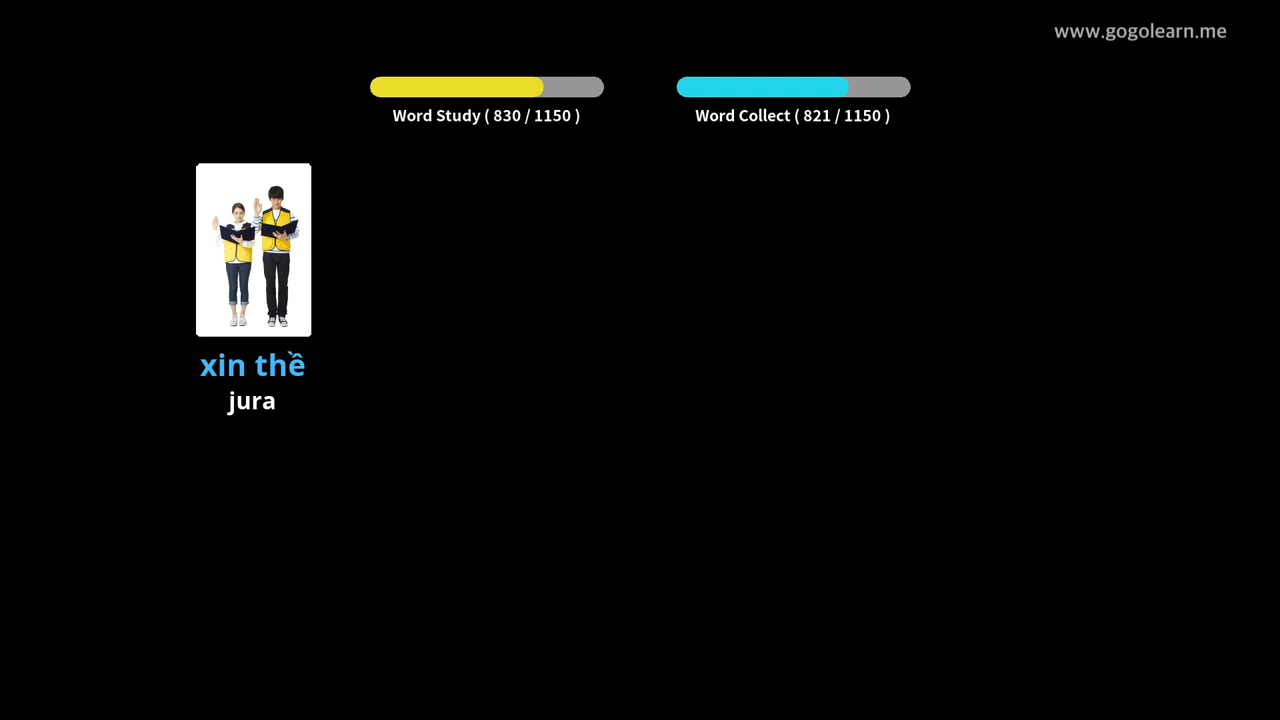 www.gogolearn.me
Word Study ( 830 / 1150 )
Word Collect ( 821 / 1150 )
xin thề
jura